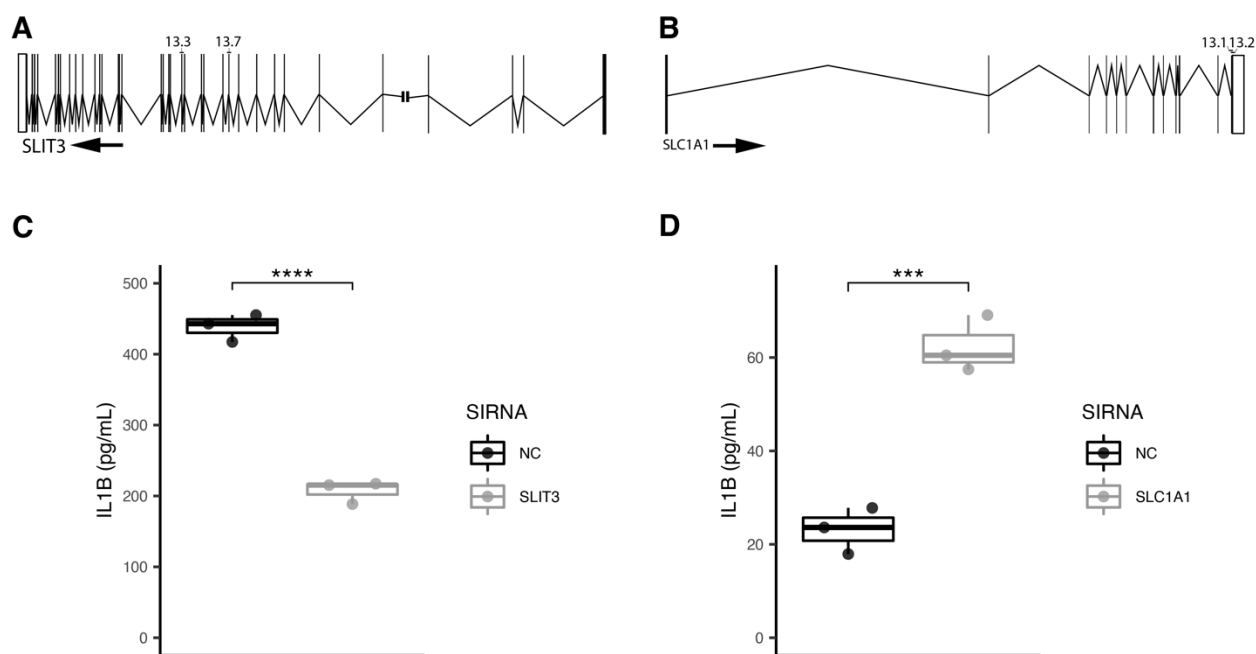 A
13.3
13.7
SLIT3
B
13.1
13.2
SLC1A1
C
****
500
400
300
200
100
0
IL1B (pg/mL)
SIRNA
NC
SLIT3
D
***
60
40
20
0
IL1B (pg/mL)
SIRNA
NC
SLC1A1